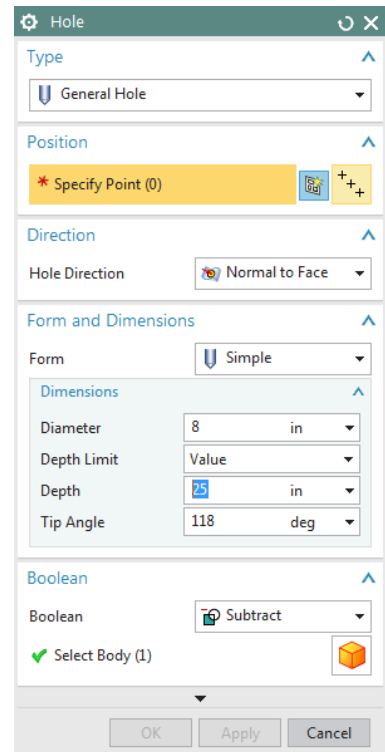 Hole
Type
General Hole
Position
* Specify Point (0)
Direction
Hole Direction Normal to Face
Form and Dimensions
Form Simple
Dimensions
Diameter 8 in
Depth Limit Value
Depth 25 in
Tip Angle 118 deg
Boolean
Boolean Subtract
Select Body (1)
OK Apply Cancel